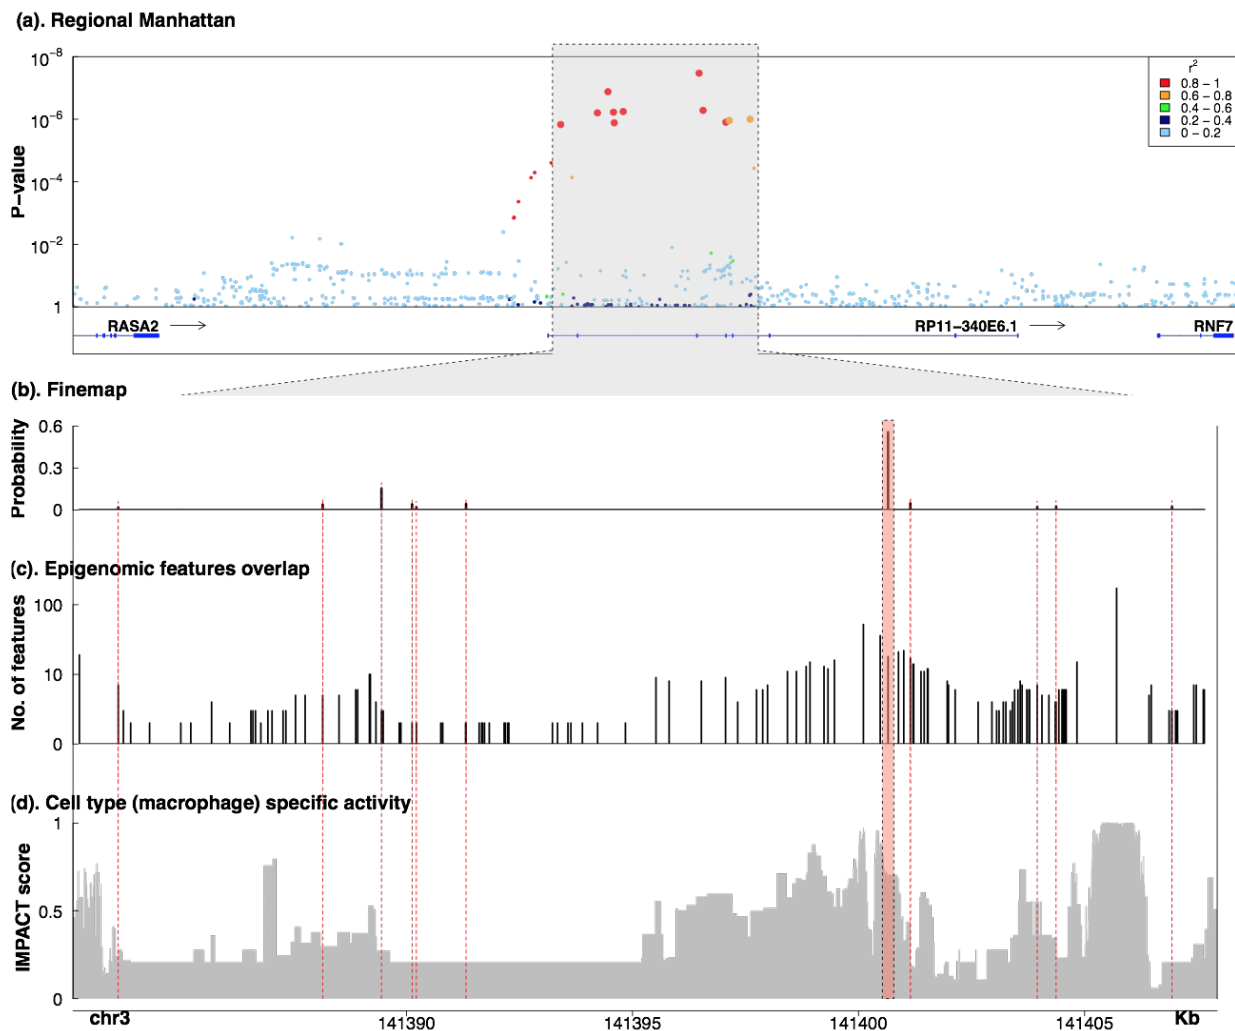 (a). Regional Manhattan
P−value
10−8
10−6
10−4
10−2
1
r2
0.8 − 1
0.6 − 0.8
0.4 − 0.6
0.2 − 0.4
0 − 0.2
RASA2
RP11−340E6.1
RNF7
(b). Finemap
Probability
0.6
0.3
0
(c). Epigenomic features overlap
No. of features
100
10
0
(d). Cell type (macrophage) specific activity
IMPACT score
1
0.5
0
chr3 141390 141395 141400 141405 Kb